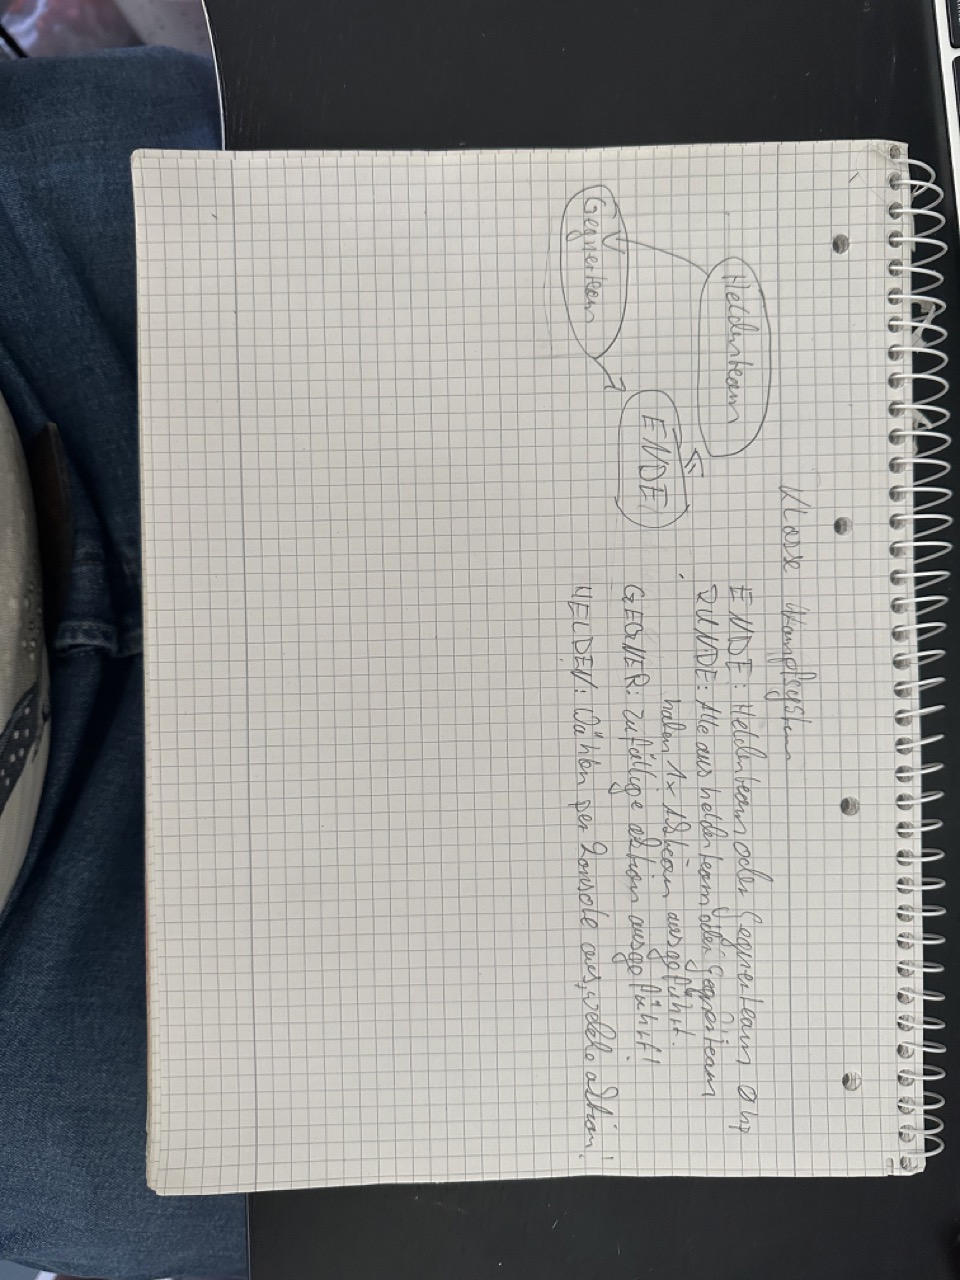 Klasse Kampfsystem
Heldenteam
Gegnerteam
ENDE
ENDE: Heldenteam oder Gegnerteam 0 hp
RUNDE: Alle aus heldenteam oder Gegnerteam
haben 1x Aktion ausgeführt.
GEGNER: Zufällige aktion ausgeführt!
HELDEN: Wählen per Konsole aus, welche aktion!